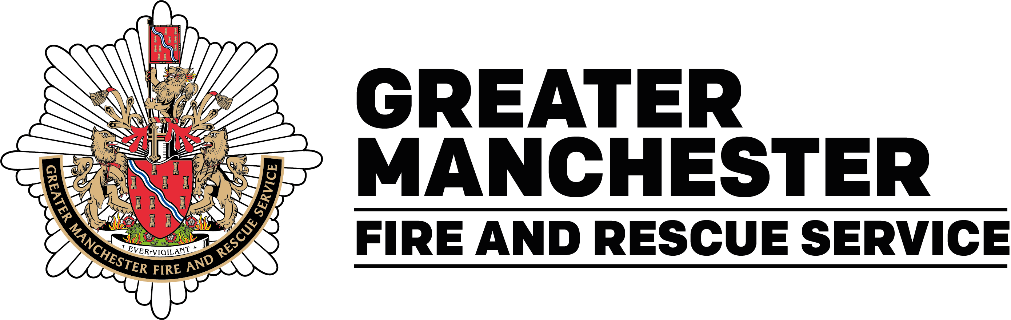 GREATER MANCHESTER FIRE AND RESCUE SERVICE
EVER-VIGILANT
GREATER
MANCHESTER
FIRE AND RESCUE SERVICE